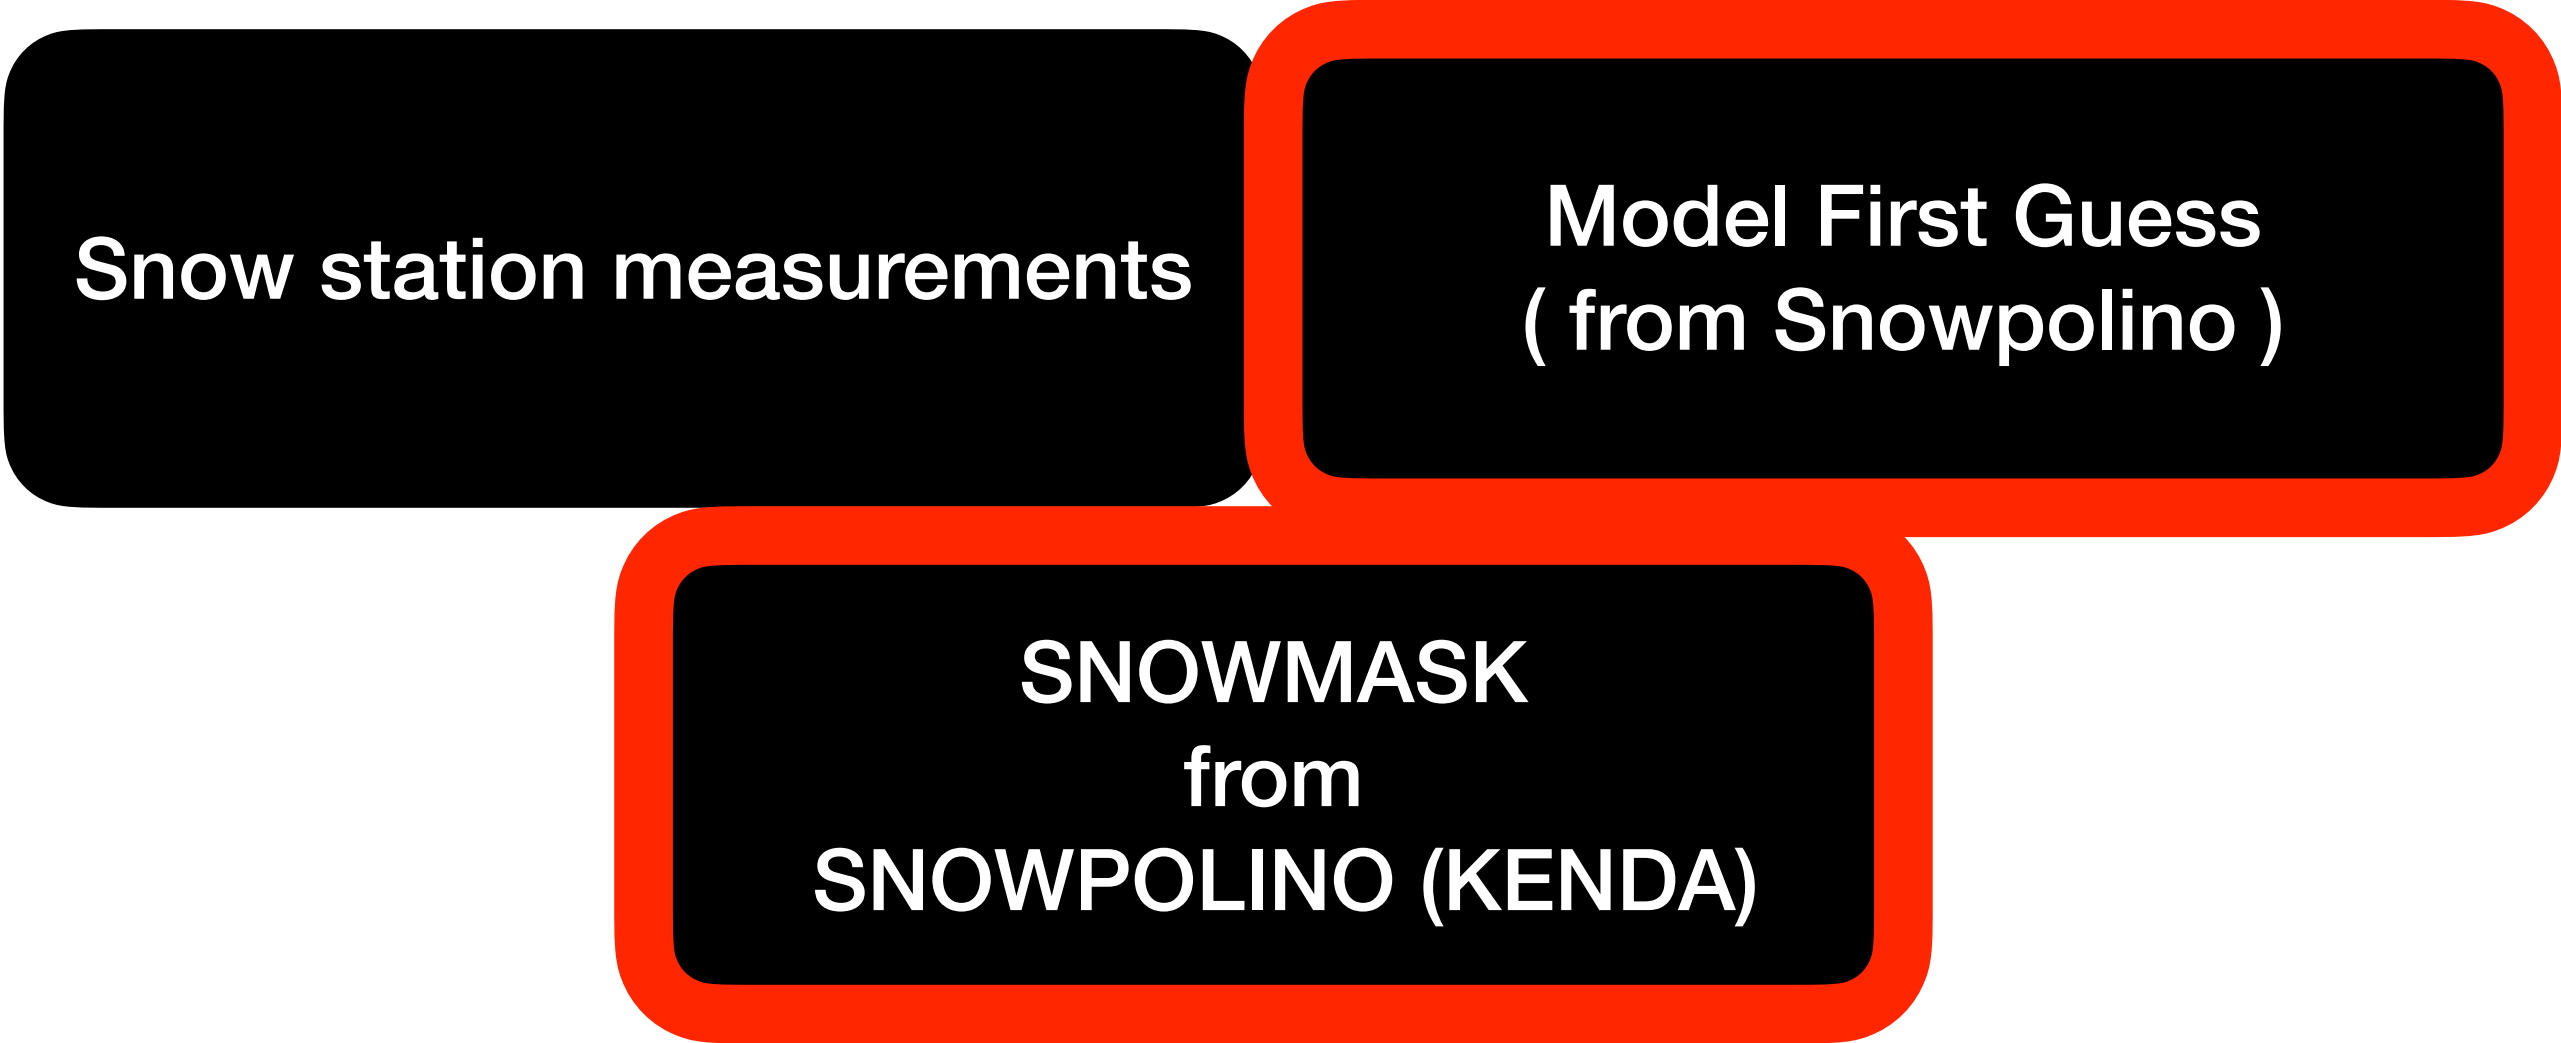 Snow station measurements
Model First Guess
( from Snowpolino )
SNOWMASK
from
SNOWPOLINO (KENDA)